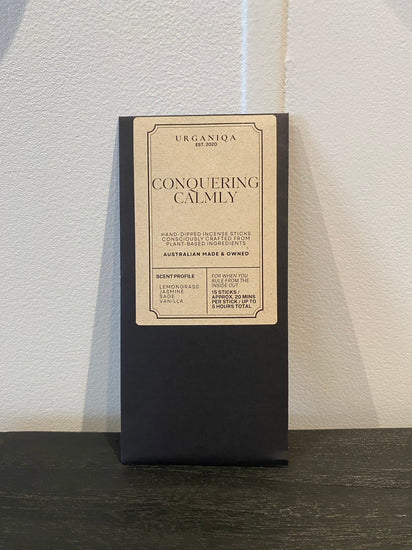 URGANIQA
EST. 2020
CONQUERING
CALMLY
HAND-DIPPED INCENSE STICKS
CONSCIOUSLY CRAFTED FROM
PLANT-BASED INGREDIENTS
AUSTRALIAN MADE & OWNED
SCENT PROFILE
LEMONGRASS
JASMINE
SAGE
VANILLA
FOR WHEN YOU
RULE FROM THE
INSIDE OUT
15 STICKS /
APPROX. 20 MINS
PER STICK / UP TO
5 HOURS TOTAL